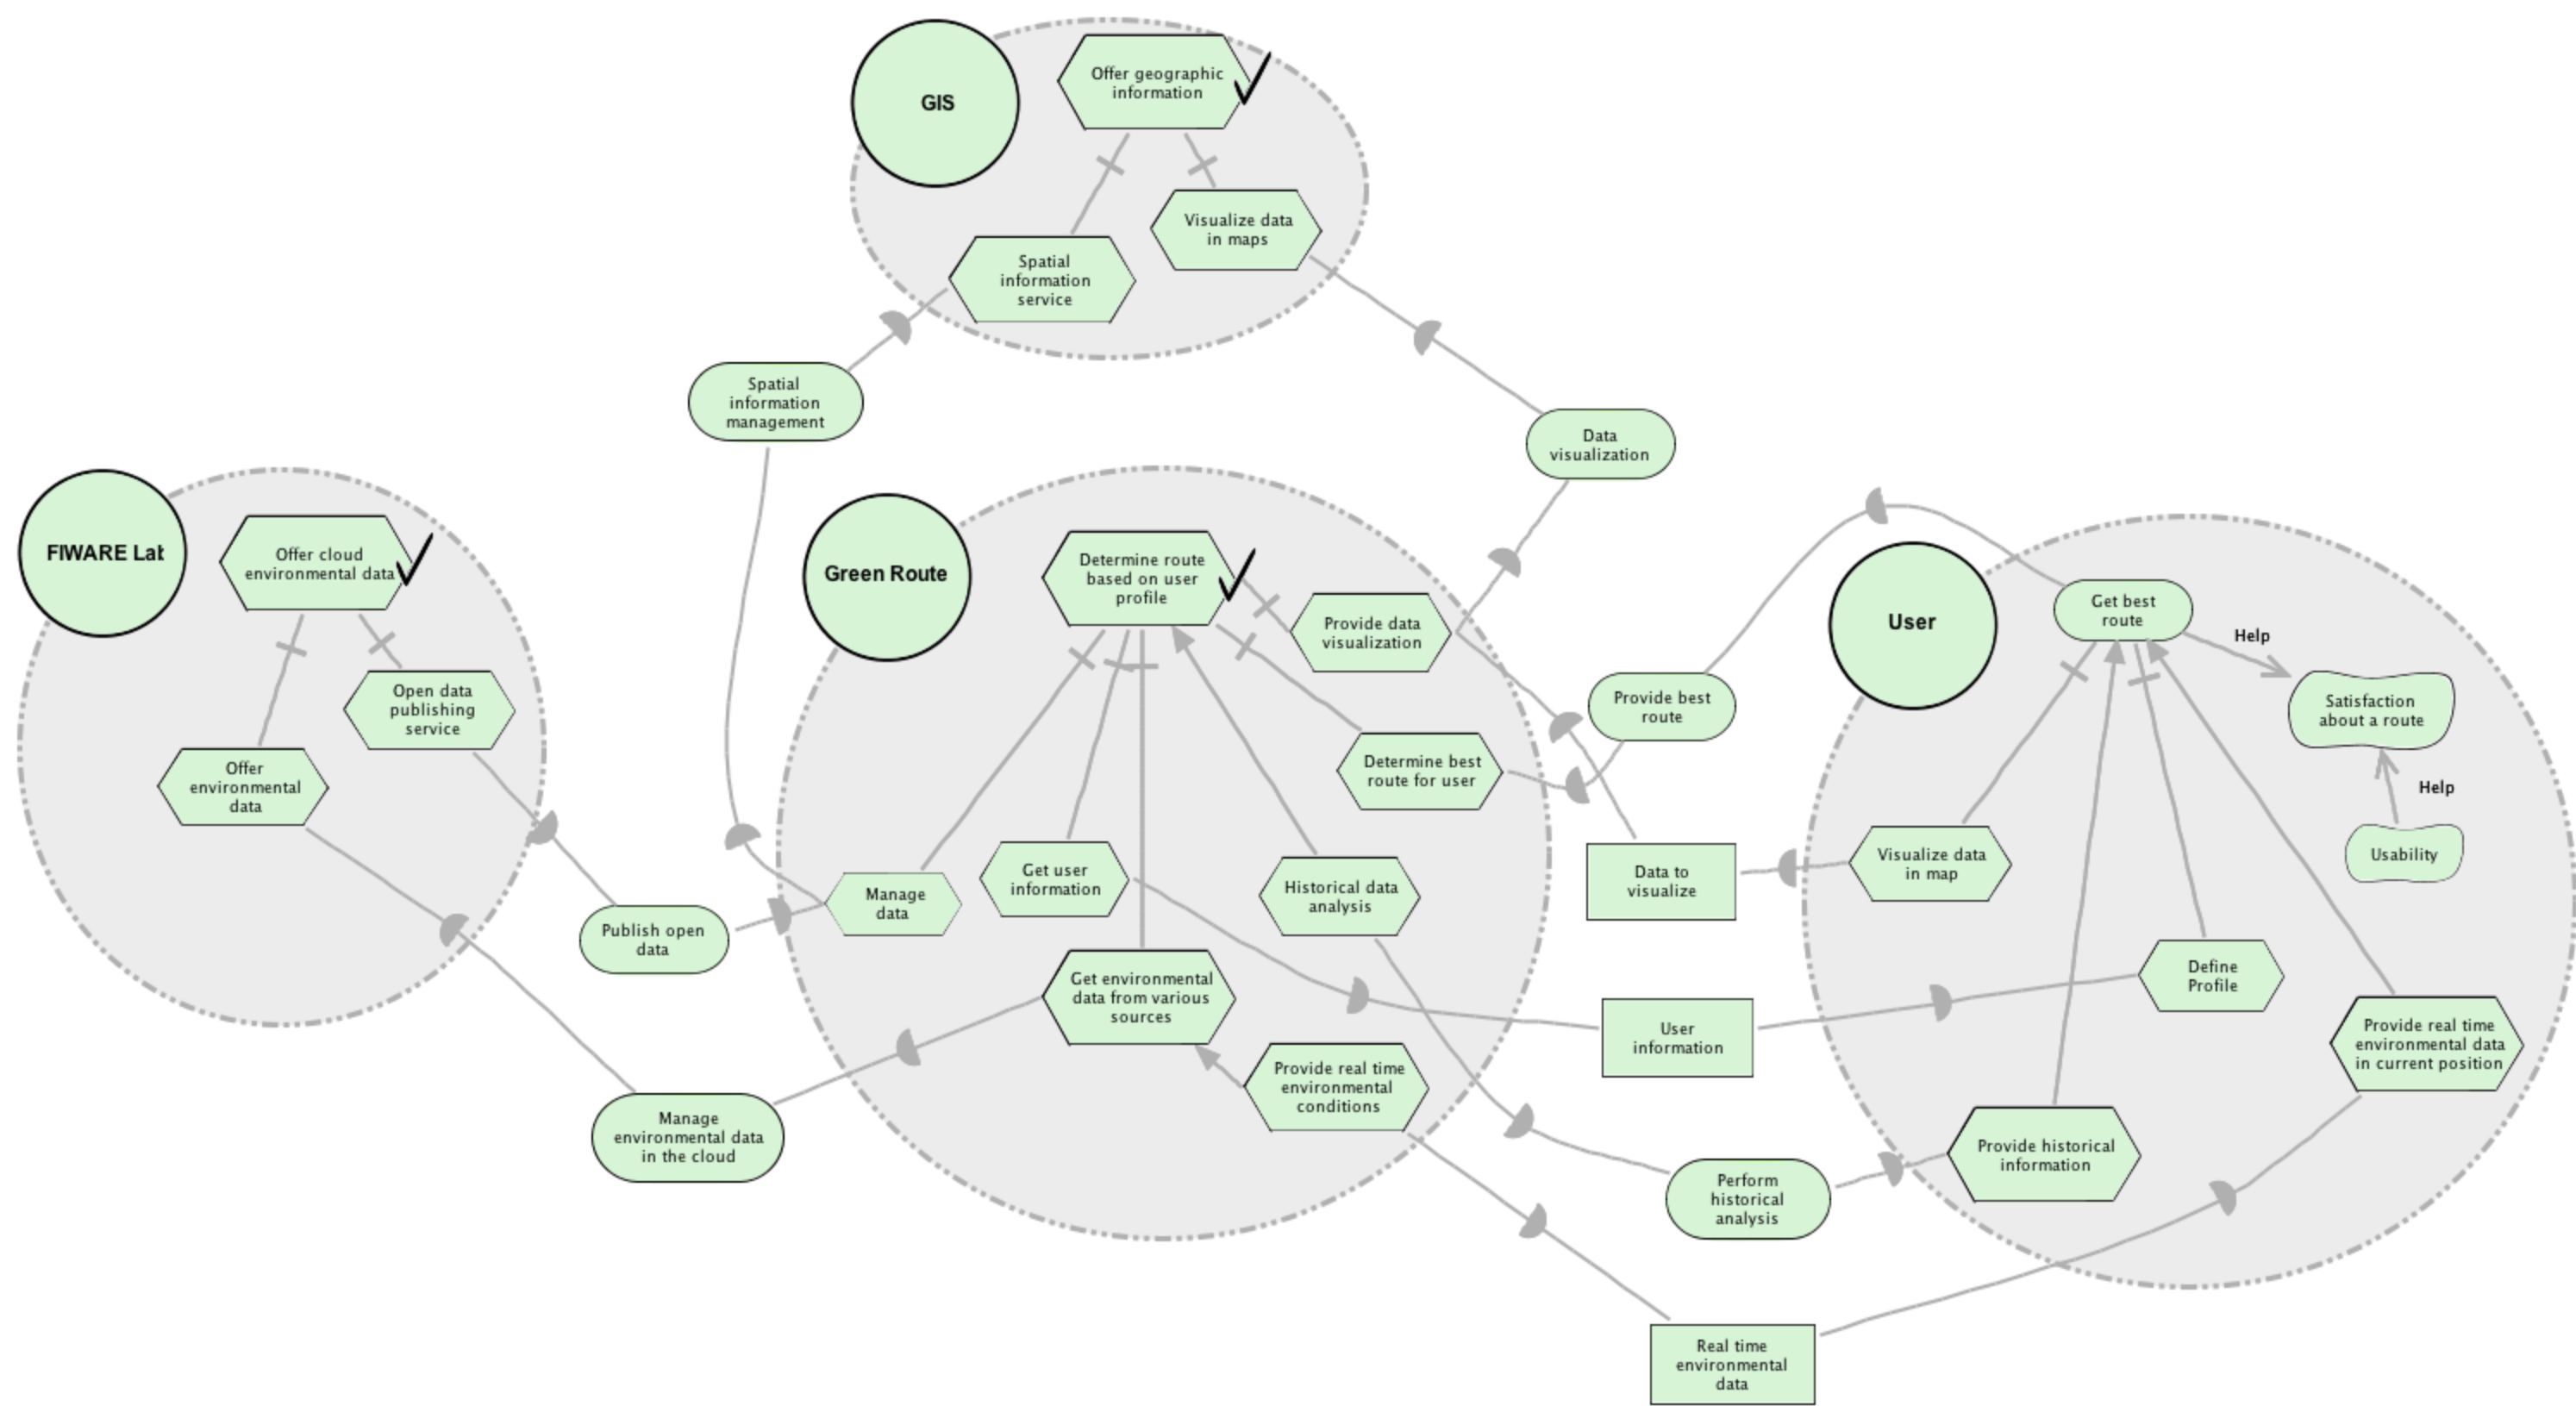 GIS
Offer geographic
information
Visualize data
in maps
Spatial
information
service
Spatial
information
management
Data
visualization
FIWARE Lab
Offer cloud
environmental data
Open data
publishing
service
Offer
environmental
data
Publish open
data
Manage
environmental data
in the cloud
Green Route
Determine route
based on user
profile
Provide data
visualization
Determine best
route for user
Get user
information
Manage
data
Historical data
analysis
Get environmental
data from various
sources
Provide real time
environmental
conditions
Provide best
route
Data to
visualize
User
information
Perform
historical
analysis
Real time
environmental
data
User
Get best
route
Help
Satisfaction
about a route
Help
Usability
Visualize data
in map
Define
Profile
Provide real time
environmental data
in current position
Provide historical
information